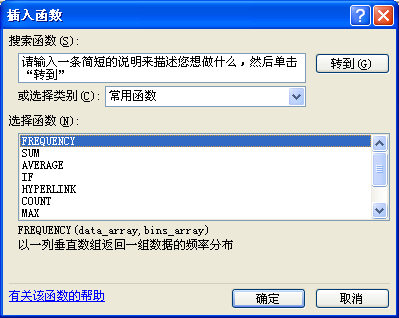 插入函数
搜索函数(S):
请输入一条简短的说明来描述您想做什么，然后单击
“转到”
转到(G)
或选择类别(C): 常用函数
选择函数(N):
FREQUENCY
SUM
AVERAGE
IF
HYPERLINK
COUNT
MAX
FREQUENCY(data_array,bins_array)
以一列垂直数组返回一组数据的频率分布
有关该函数的帮助
确定
取消